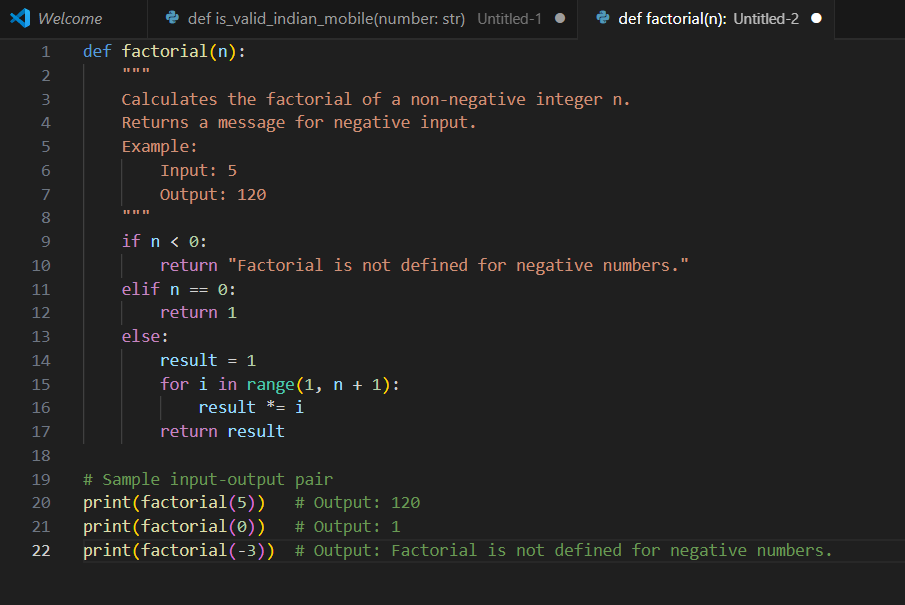 Welcome
def is_valid_indian_mobile(number: str) Untitled-1
def factorial(n): Untitled-2
1 def factorial(n):
2     """
3     Calculates the factorial of a non-negative integer n.
4     Returns a message for negative input.
5     Example:
6         Input: 5
7         Output: 120
8     """
9     if n < 0:
10         return "Factorial is not defined for negative numbers."
11     elif n == 0:
12         return 1
13     else:
14         result = 1
15         for i in range(1, n + 1):
16             result *= i
17         return result
18
19 # Sample input-output pair
20 print(factorial(5))   # Output: 120
21 print(factorial(0))   # Output: 1
22 print(factorial(-3))  # Output: Factorial is not defined for negative numbers.